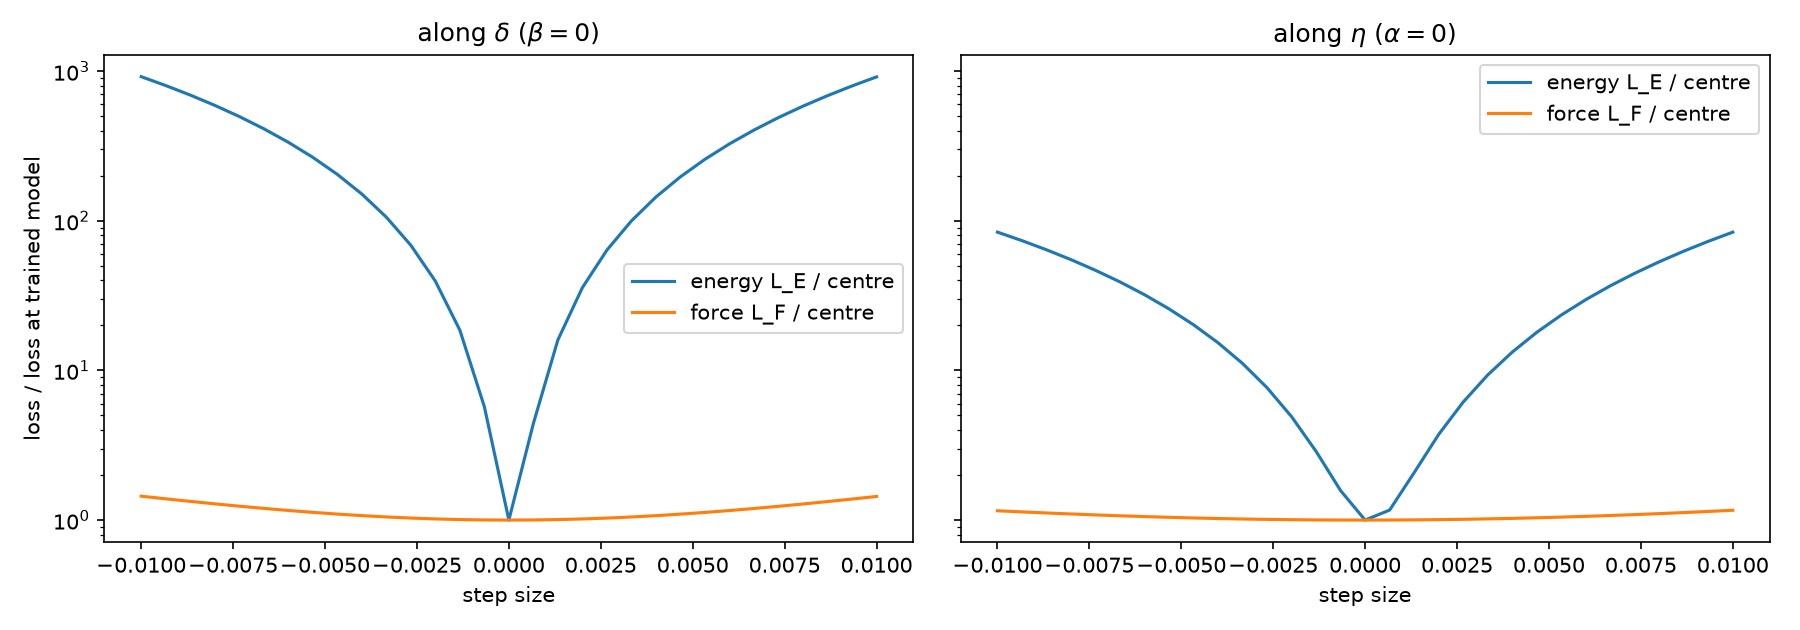 along δ (β = 0)
loss / loss at trained model
10³
10²
10¹
10⁰
energy L_E / centre
force L_F / centre
−0.0100 −0.0075 −0.0050 −0.0025 0.0000 0.0025 0.0050 0.0075 0.0100
step size
along η (α = 0)
energy L_E / centre
force L_F / centre
−0.0100 −0.0075 −0.0050 −0.0025 0.0000 0.0025 0.0050 0.0075 0.0100
step size